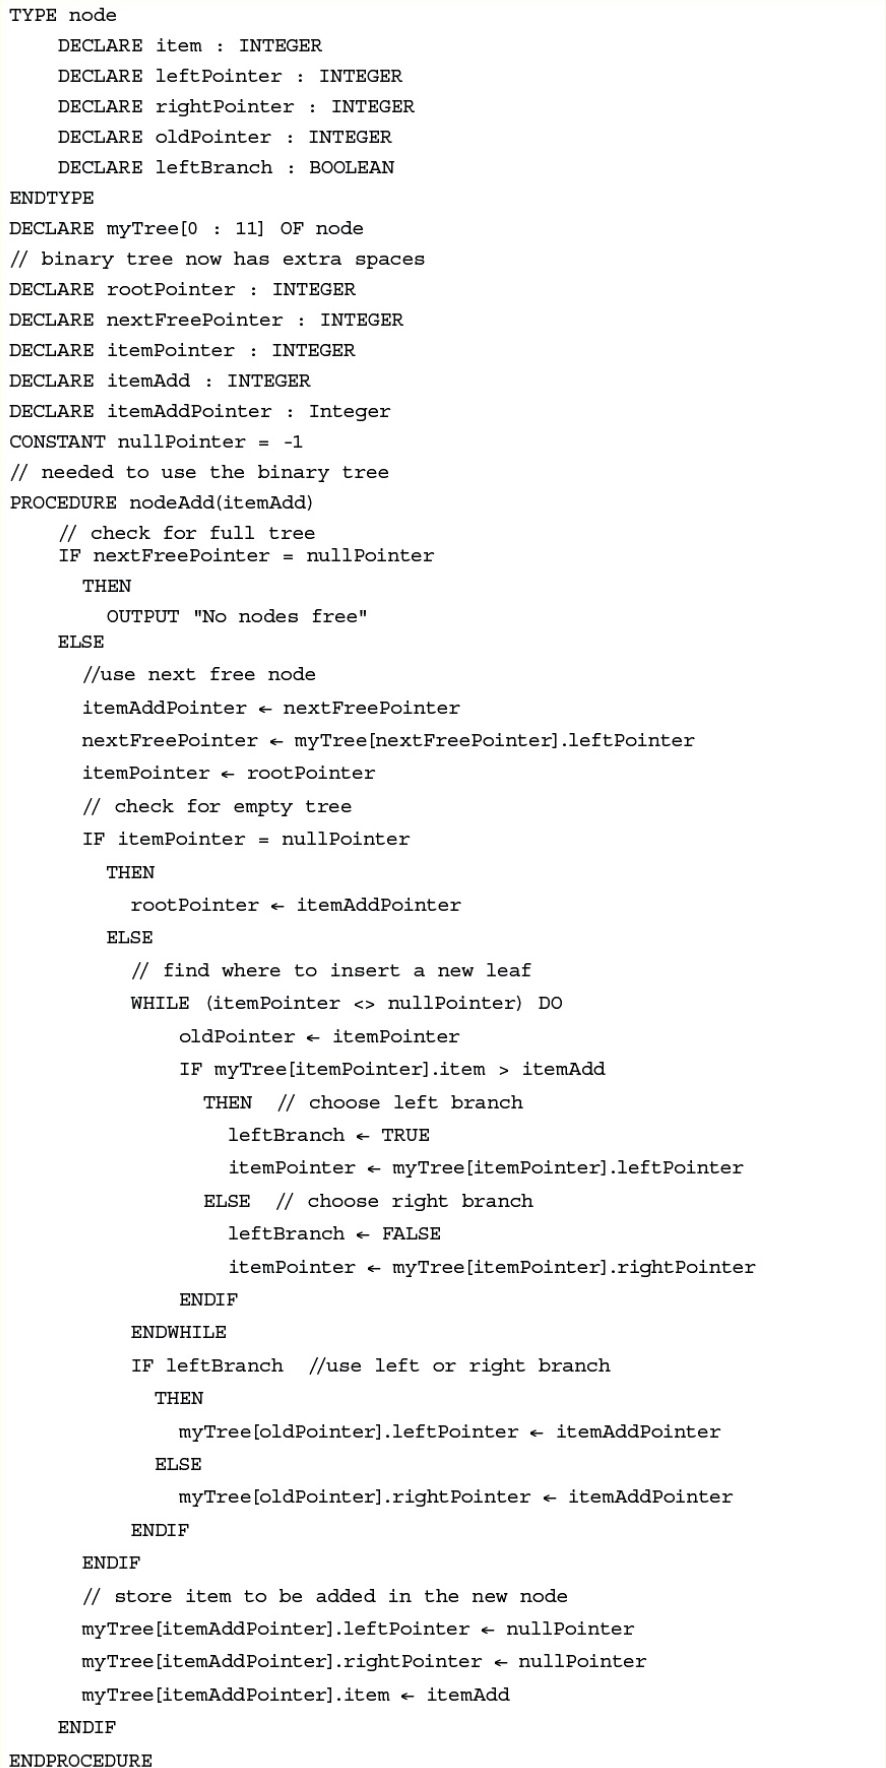 TYPE node
    DECLARE item : INTEGER
    DECLARE leftPointer : INTEGER
    DECLARE rightPointer : INTEGER
    DECLARE oldPointer : INTEGER
    DECLARE leftBranch : BOOLEAN
ENDTYPE
DECLARE myTree[0 : 11] OF node
// binary tree now has extra spaces
DECLARE rootPointer : INTEGER
DECLARE nextFreePointer : INTEGER
DECLARE itemPointer : INTEGER
DECLARE itemAdd : INTEGER
DECLARE itemAddPointer : Integer
CONSTANT nullPointer = -1
// needed to use the binary tree
PROCEDURE nodeAdd(itemAdd)
    // check for full tree
    IF nextFreePointer = nullPointer
      THEN
        OUTPUT "No nodes free"
    ELSE
      //use next free node
      itemAddPointer ← nextFreePointer
      nextFreePointer ← myTree[nextFreePointer].leftPointer
      itemPointer ← rootPointer
      // check for empty tree
      IF itemPointer = nullPointer
        THEN
          rootPointer ← itemAddPointer
        ELSE
          // find where to insert a new leaf
          WHILE (itemPointer <> nullPointer) DO
              oldPointer ← itemPointer
              IF myTree[itemPointer].item > itemAdd
                THEN  // choose left branch
                  leftBranch ← TRUE
                  itemPointer ← myTree[itemPointer].leftPointer
                ELSE  // choose right branch
                  leftBranch ← FALSE
                  itemPointer ← myTree[itemPointer].rightPointer
              ENDIF
          ENDWHILE
          IF leftBranch  //use left or right branch
            THEN
              myTree[oldPointer].leftPointer ← itemAddPointer
            ELSE
              myTree[oldPointer].rightPointer ← itemAddPointer
          ENDIF
      ENDIF
      // store item to be added in the new node
      myTree[itemAddPointer].leftPointer ← nullPointer
      myTree[itemAddPointer].rightPointer ← nullPointer
      myTree[itemAddPointer].item ← itemAdd
    ENDIF
ENDPROCEDURE